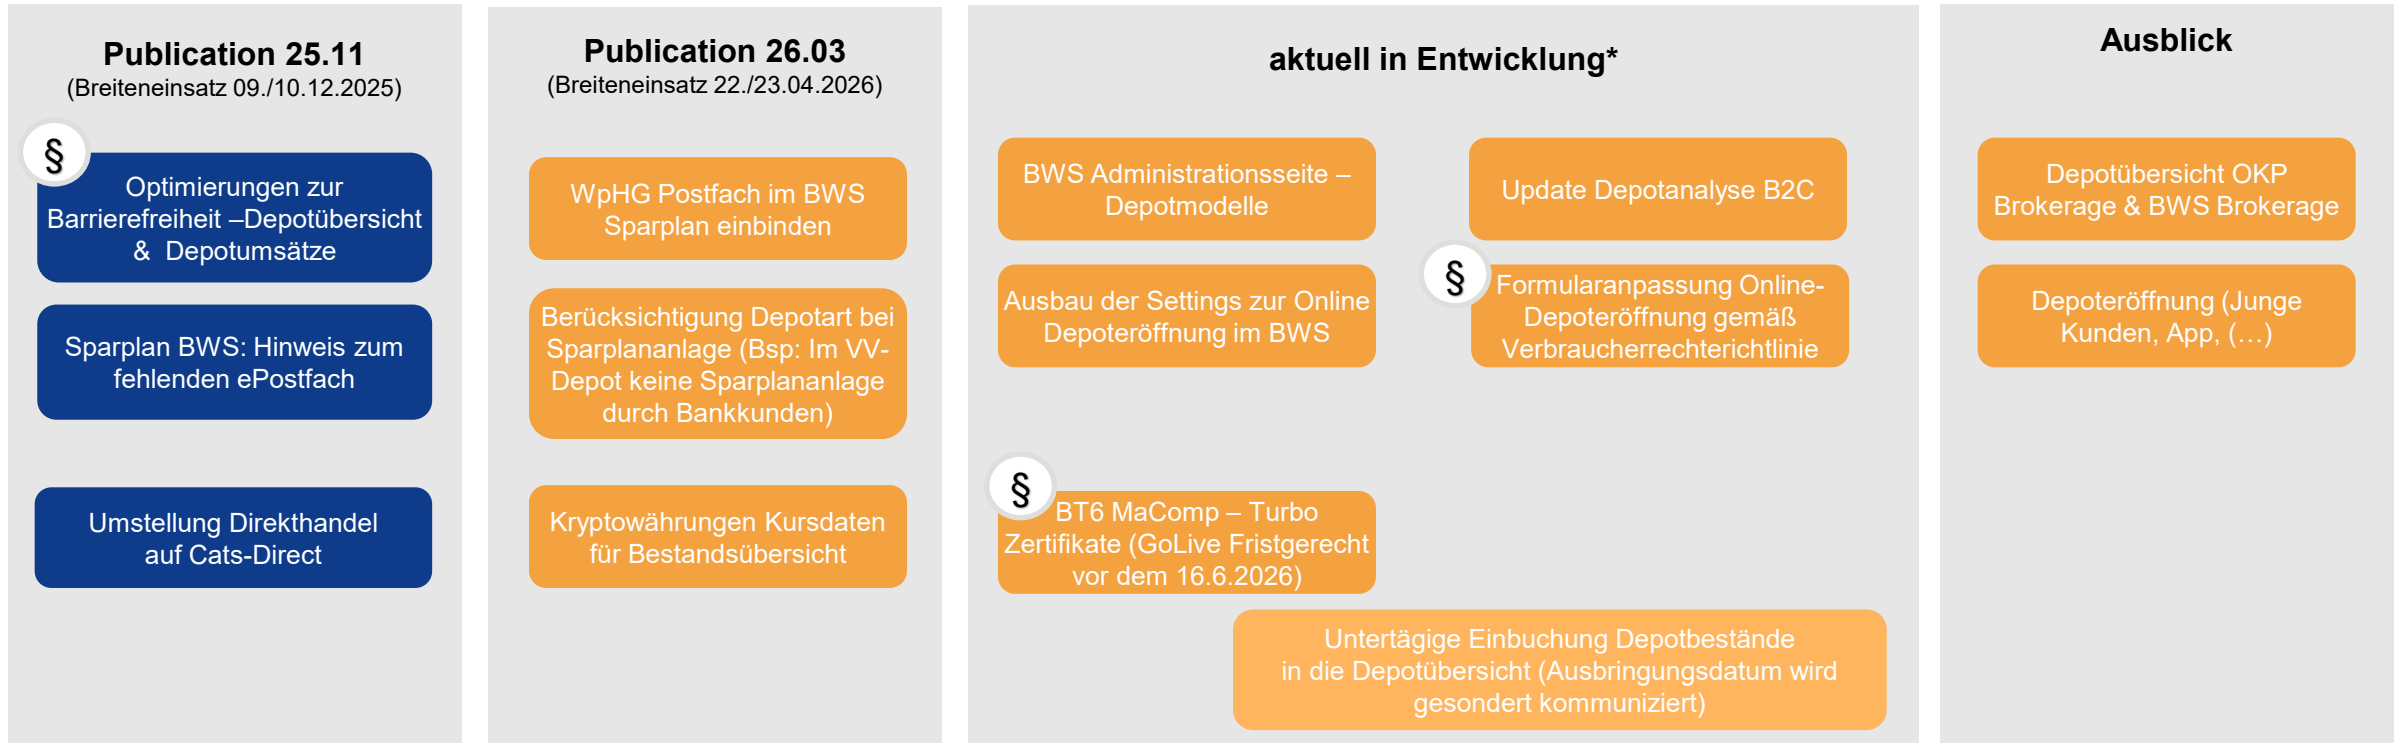 Publication 25.11
(Breiteneinsatz 09./10.12.2025)
§
Optimierungen zur
Barrierefreiheit –Depotübersicht
& Depotumsätze
Sparplan BWS: Hinweis zum
fehlenden ePostfach
Umstellung Direkthandel
auf Cats-Direct
Publication 26.03
(Breiteneinsatz 22./23.04.2026)
WpHG Postfach im BWS
Sparplan einbinden
Berücksichtigung Depotart bei
Sparplananlage (Bsp: Im VV-
Depot keine Sparplananlage
durch Bankkunden)
Kryptowährungen Kursdaten
für Bestandsübersicht
aktuell in Entwicklung*
BWS Administrationsseite –
Depotmodelle
Update Depotanalyse B2C
Ausbau der Settings zur Online
Depoteröffnung im BWS
§
Formularanpassung Online-
Depoteröffnung gemäß
Verbraucherrechterichtlinie
§
BT6 MaComp – Turbo
Zertifikate (GoLive Fristgerecht
vor dem 16.6.2026)
Untertägige Einbuchung Depotbestände
in die Depotübersicht (Ausbringungsdatum wird
gesondert kommuniziert)
Ausblick
Depotübersicht OKP
Brokerage & BWS Brokerage
Depoteröffnung (Junge
Kunden, App, (…)